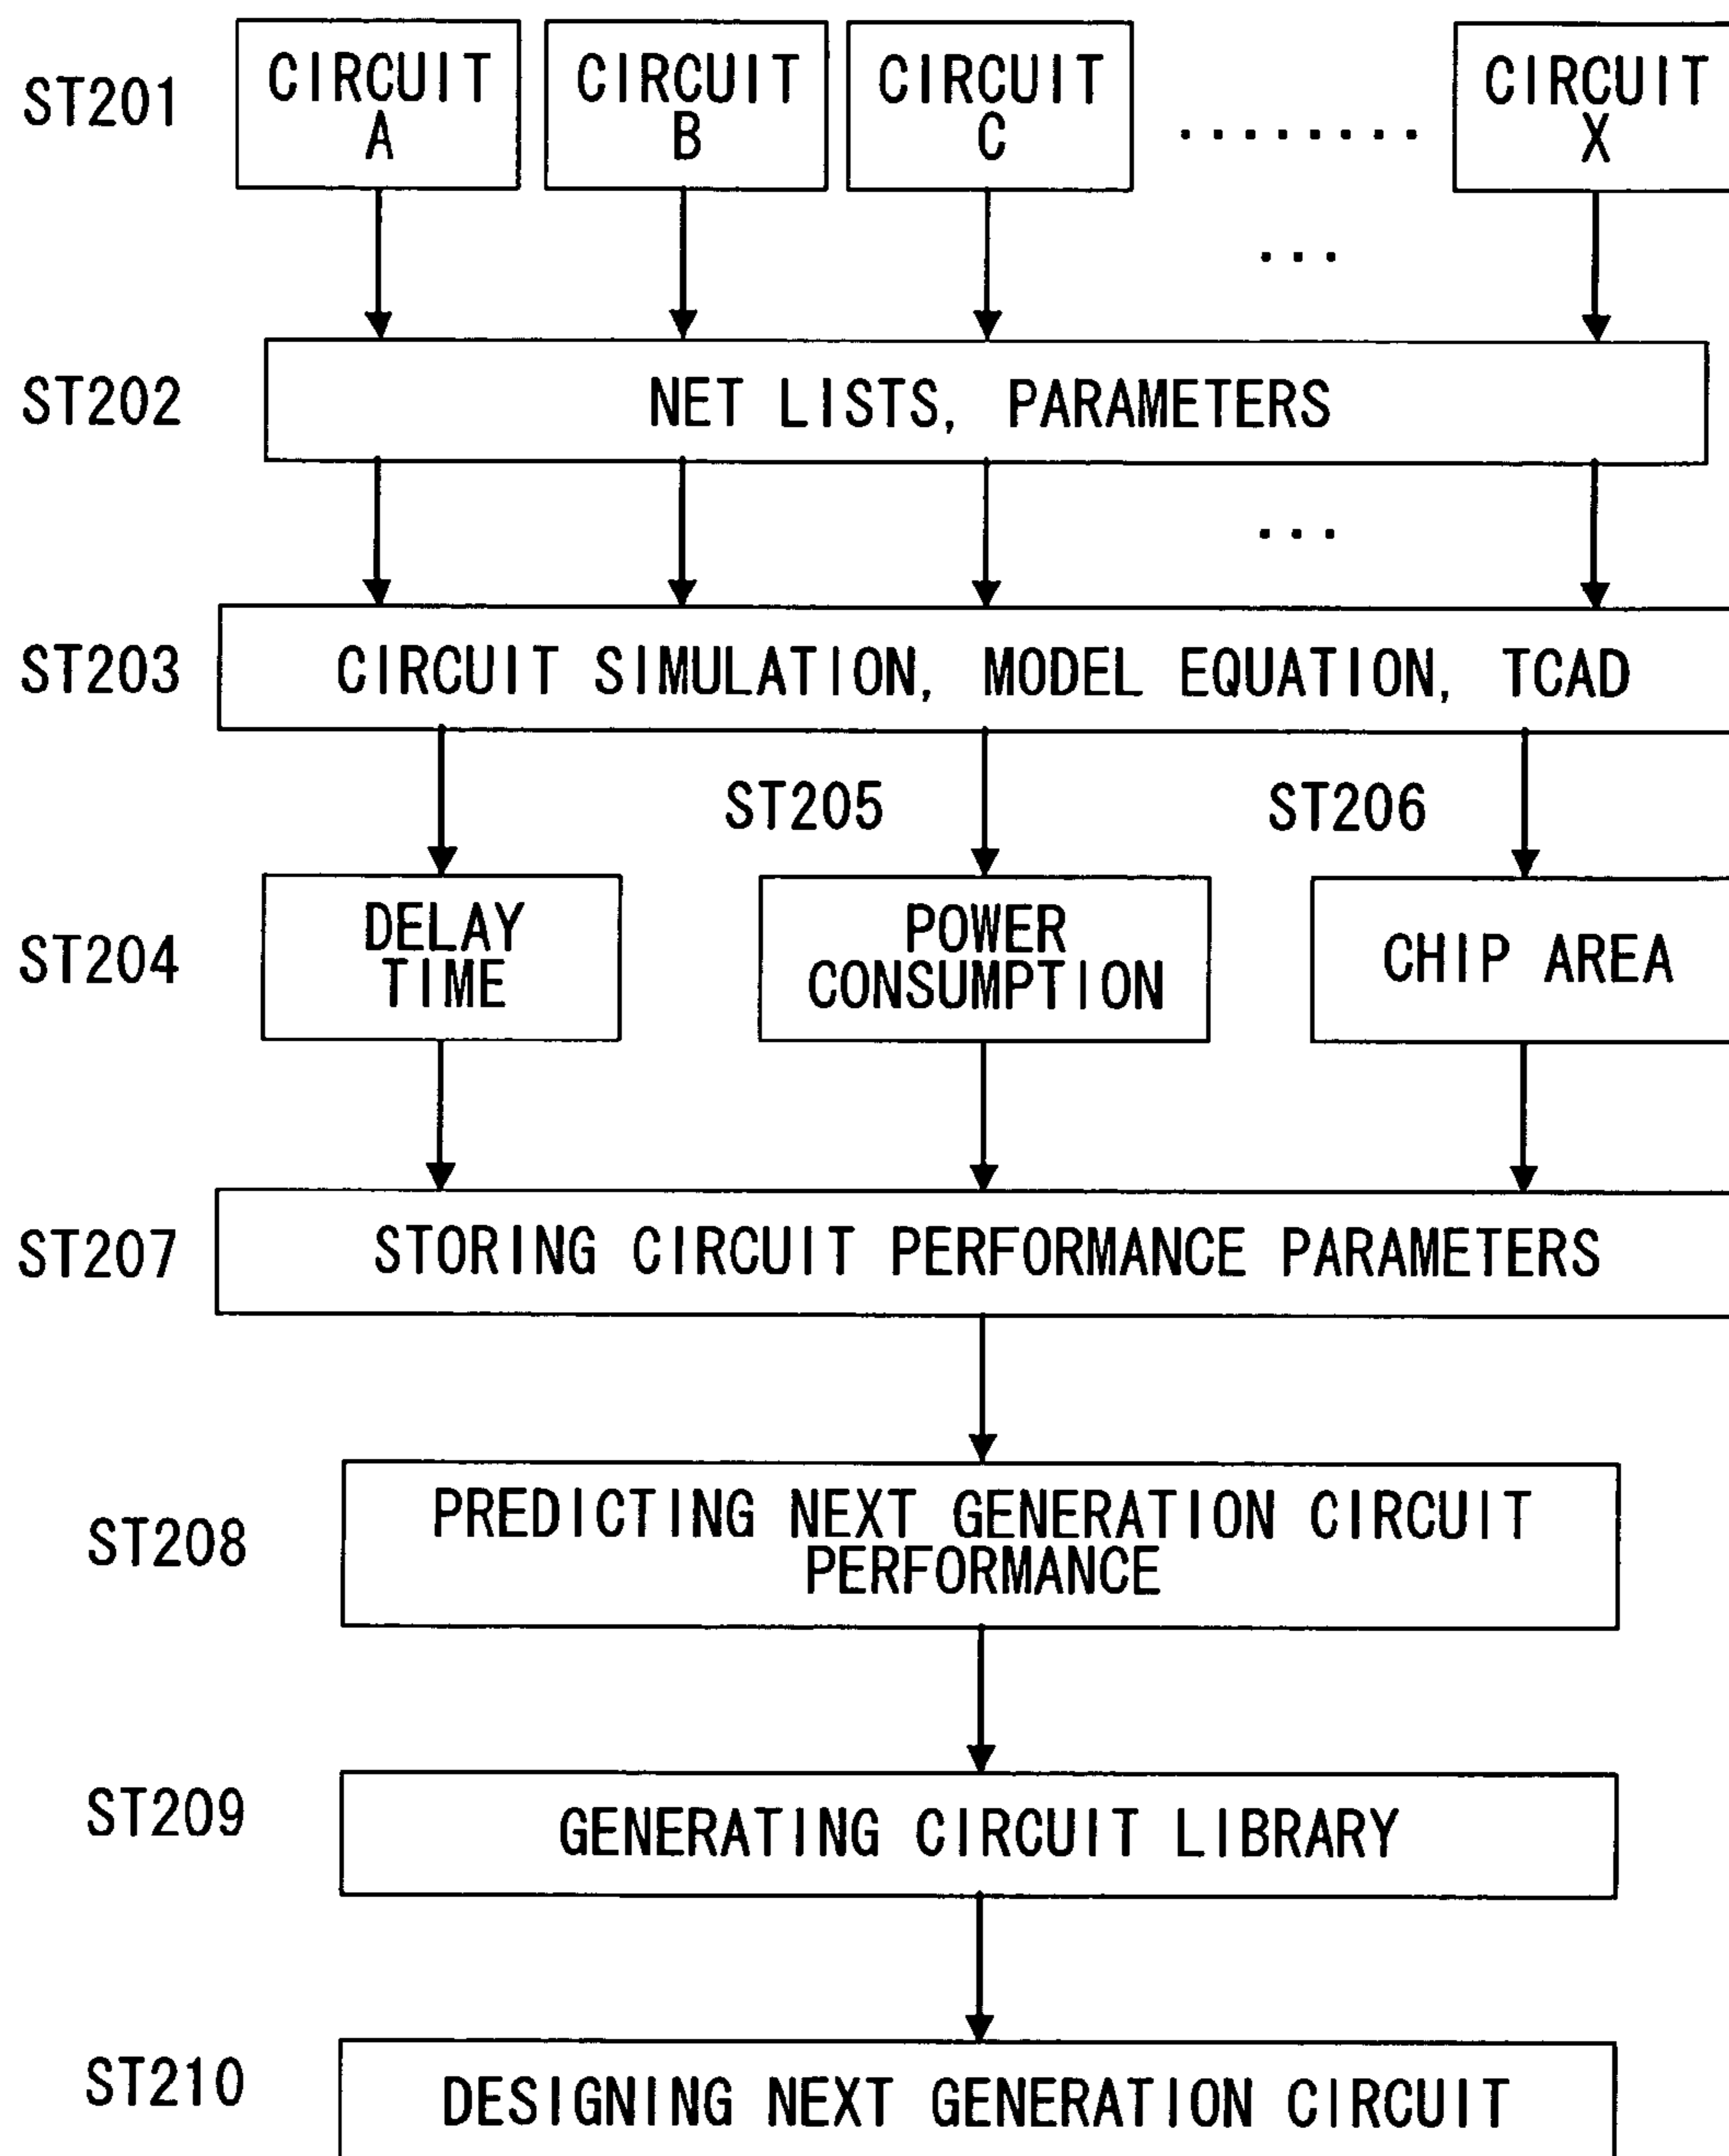 ST201
CIRCUIT
A
CIRCUIT
B
CIRCUIT
C
........
CIRCUIT
X
...
ST202
NET LISTS, PARAMETERS
...
ST203
CIRCUIT SIMULATION, MODEL EQUATION, TCAD
ST205
ST206
ST204
DELAY
TIME
POWER
CONSUMPTION
CHIP AREA
ST207
STORING CIRCUIT PERFORMANCE PARAMETERS
ST208
PREDICTING NEXT GENERATION CIRCUIT
PERFORMANCE
ST209
GENERATING CIRCUIT LIBRARY
ST210
DESIGNING NEXT GENERATION CIRCUIT